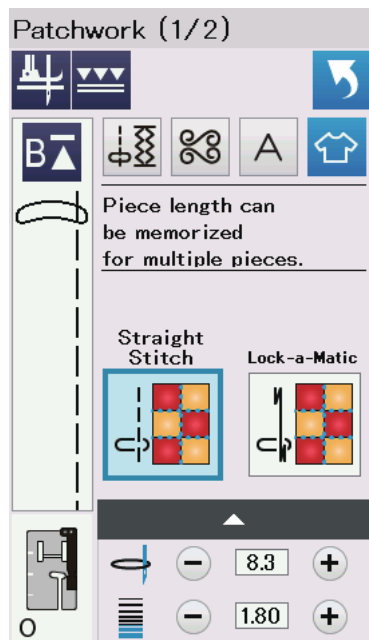 Patchwork (1/2)
B
A
Piece length can
be memorized
for multiple pieces.
Straight
Stitch
Lock-a-Matic
8.3
1.80
O